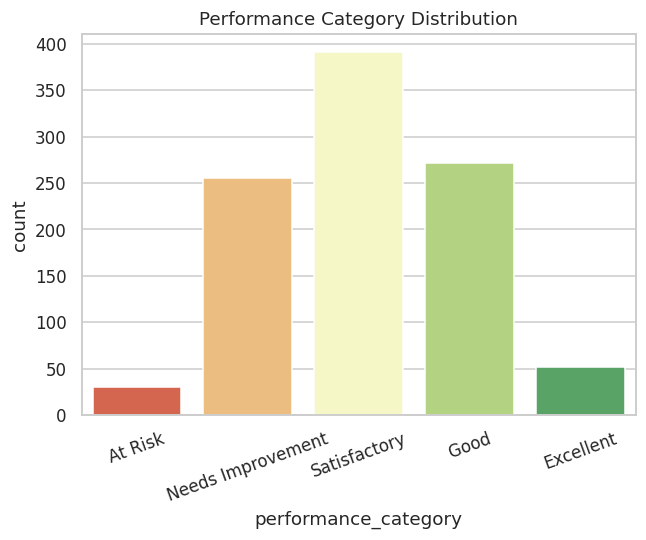 Performance Category Distribution
400
350
300
250
200
150
100
50
0
count
At Risk
Needs Improvement
Satisfactory
Good
Excellent
performance_category